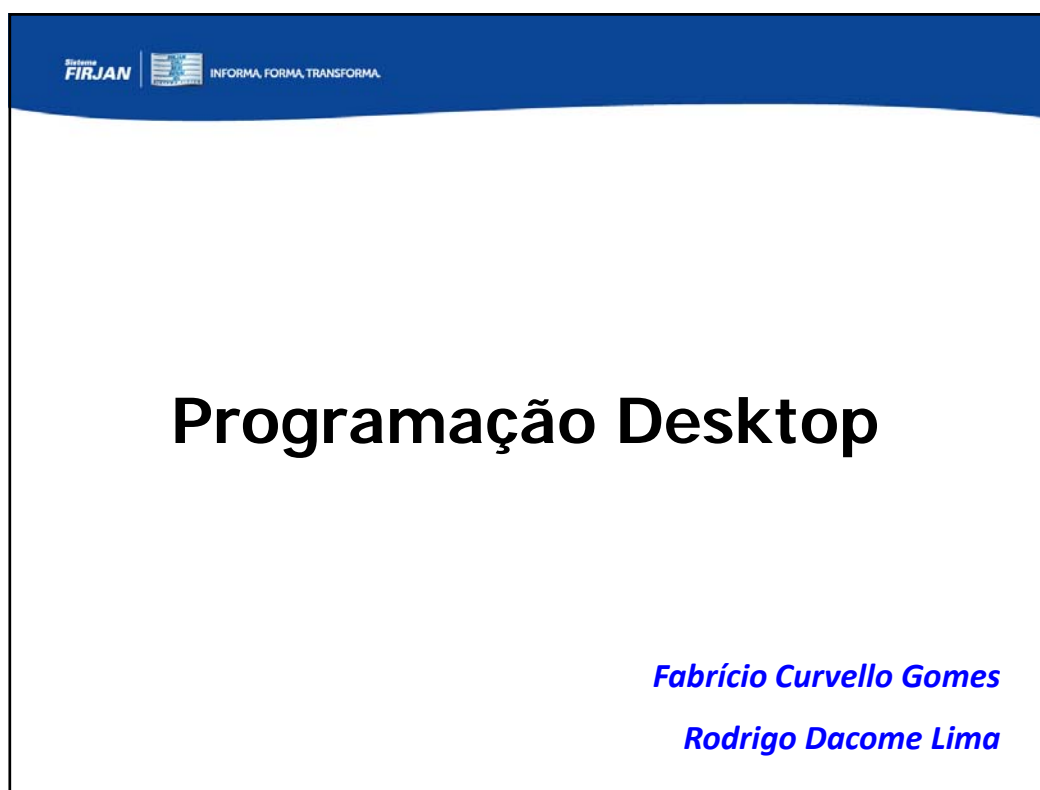 Sistema
FIRJAN
INFORMA, FORMA, TRANSFORMA.
Programação Desktop
Fabrício Curvello Gomes
Rodrigo Dacome Lima